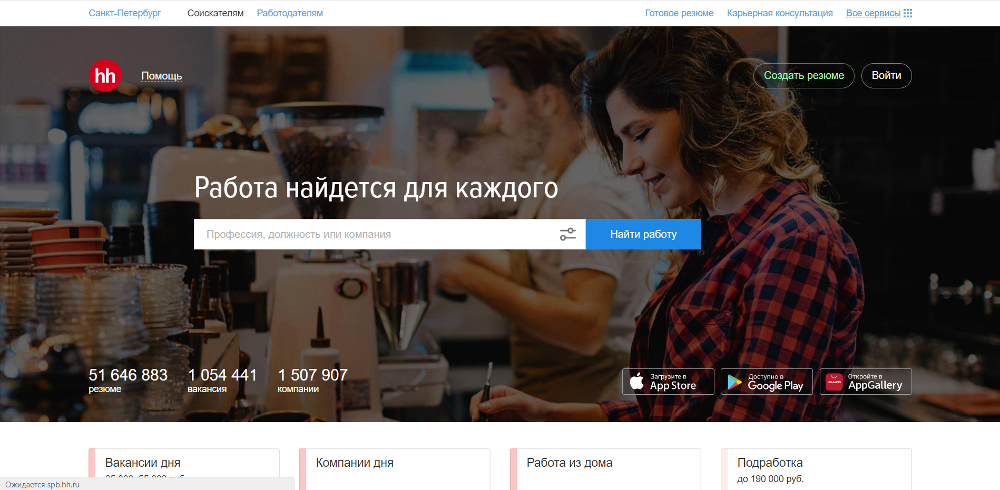 Санкт-Петербург Соискателям Работодателям Готовое резюме Карьерная консультация Все сервисы
hh Помощь Создать резюме Войти
Работа найдется для каждого
Профессия, должность или компания Найти работу
51 646 883 1 054 441 1 507 907
резюме вакансия компании
Загрузите в
App Store
Доступно в
Google Play
HUAWEI
Откройте в
AppGallery
Вакансии дня Компании дня Работа из дома Подработка
до 190 000 руб.
Ожидается spb.hh.ru